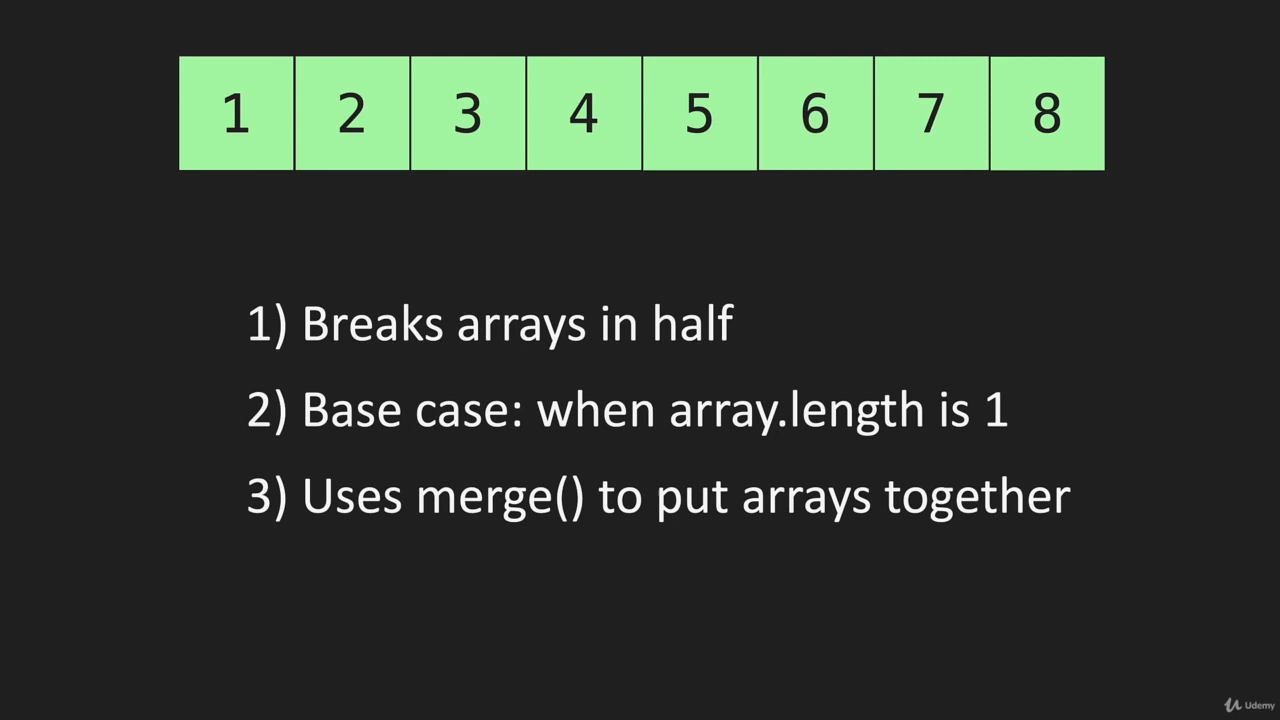 1 2 3 4 5 6 7 8
1) Breaks arrays in half
2) Base case: when array.length is 1
3) Uses merge() to put arrays together
Udemy